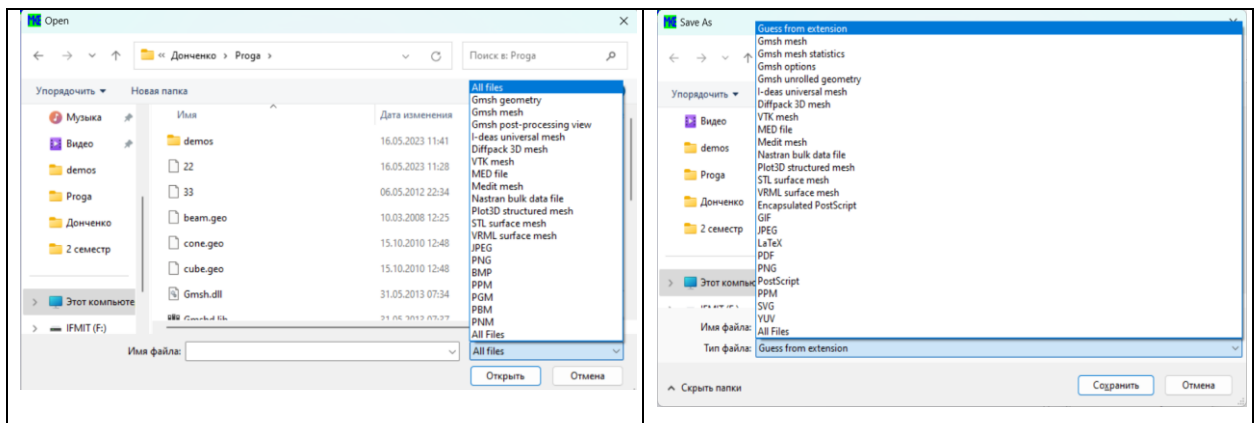 Open
« Донченко › Proga ›
Поиск в: Proga
Упорядочить
Новая папка
Музыка
Видео
demos
Proga
Донченко
2 семестр
Этот компьюте
IFMIT (F:)
Имя
Дата изменения
demos
16.05.2023 11:41
22
16.05.2023 11:28
33
06.05.2012 22:34
beam.geo
10.03.2008 12:25
cone.geo
15.10.2010 12:48
cube.geo
15.10.2010 12:48
Gmsh.dll
31.05.2013 07:34
All files
Gmsh geometry
Gmsh mesh
Gmsh post-processing view
I-deas universal mesh
Diffpack 3D mesh
VTK mesh
MED file
Medit mesh
Nastran bulk data file
Plot3D structured mesh
STL surface mesh
VRML surface mesh
JPEG
PNG
BMP
PPM
PGM
PBM
PNM
All Files
Имя файла:
All files
Открыть
Отмена
Save As
Упорядочить
Видео
demos
Proga
Донченко
2 семестр
Этот компьк
Guess from extension
Gmsh mesh
Gmsh mesh statistics
Gmsh options
Gmsh unrolled geometry
I-deas universal mesh
Diffpack 3D mesh
VTK mesh
MED file
Medit mesh
Nastran bulk data file
Plot3D structured mesh
STL surface mesh
VRML surface mesh
Encapsulated PostScript
GIF
JPEG
LaTeX
PDF
PNG
PostScript
PPM
SVG
YUV
All Files
Имя файла:
Тип файла: Guess from extension
Скрыть папки
Сохранить
Отмена